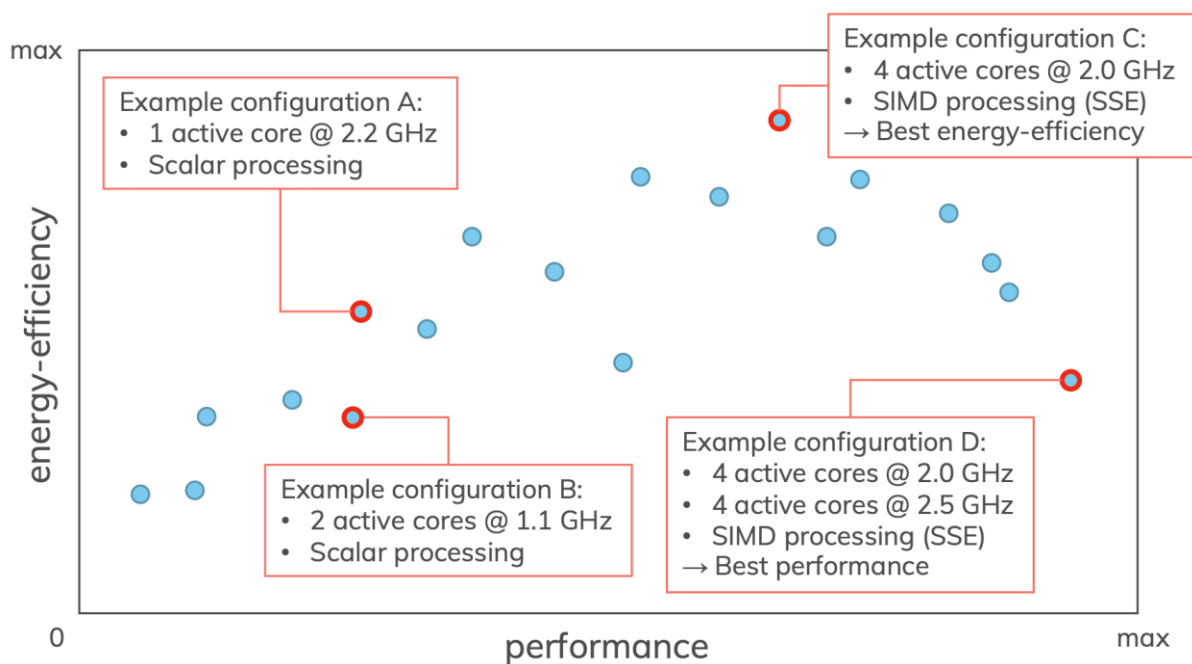 max
Example configuration A:
• 1 active core @ 2.2 GHz
• Scalar processing
Example configuration C:
• 4 active cores @ 2.0 GHz
• SIMD processing (SSE)
→ Best energy-efficiency
energy-efficiency
Example configuration B:
• 2 active cores @ 1.1 GHz
• Scalar processing
Example configuration D:
• 4 active cores @ 2.0 GHz
• 4 active cores @ 2.5 GHz
• SIMD processing (SSE)
→ Best performance
0
performance
max